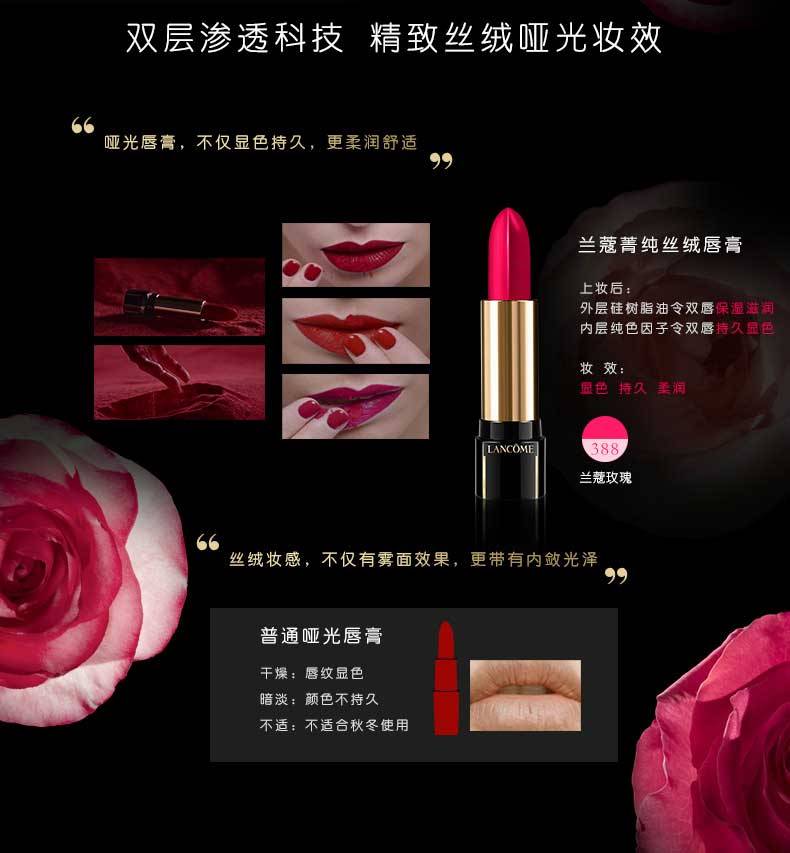 双层渗透科技 精致丝绒哑光妆效
“
哑光唇膏，不仅显色持久，更柔润舒适
”
兰蔻菁纯丝绒唇膏
上妆后：
外层硅树脂油令双唇保湿滋润
内层纯色因子令双唇持久显色
妆 效：
显色 持久 柔润
LANCÔME
388
兰蔻玫瑰
“
丝绒妆感，不仅有雾面效果，更带有内敛光泽
”
普通哑光唇膏
干燥：唇纹显色
暗淡：颜色不持久
不适：不适合秋冬使用